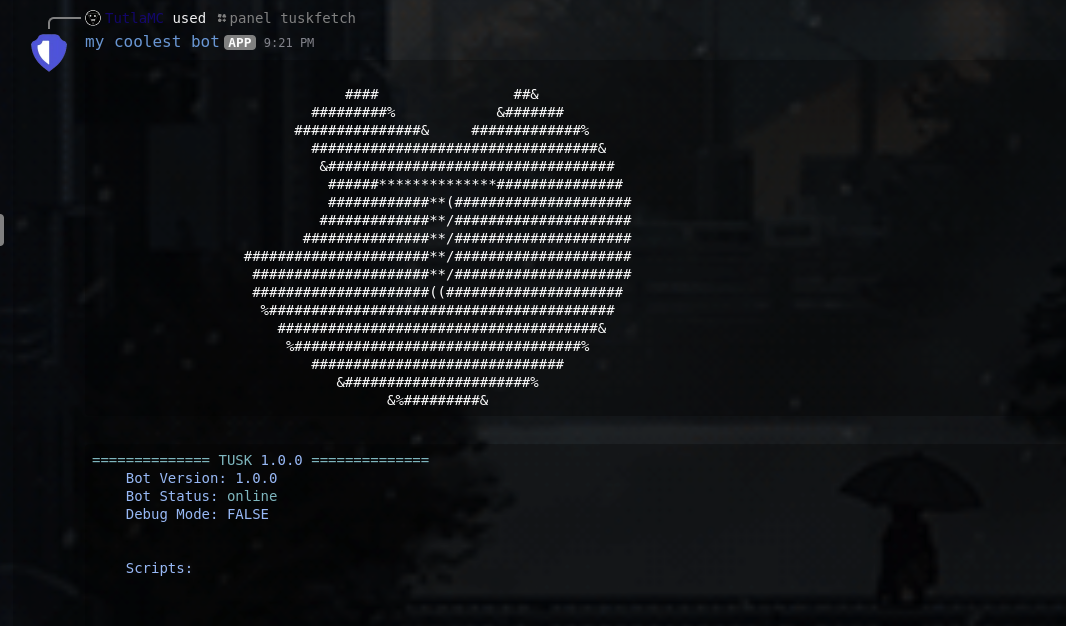 TutlaMC used panel tuskfetch
my coolest bot APP 9:21 PM
####                ##&
#########%            &#######
###############&     #############%
##################################&
&##################################
######**************###############
############**(#####################
#############**/#####################
###############**/#####################
######################**/#####################
#####################**/#####################
#####################((#####################
%#########################################
######################################&
%##################################%
##############################
&######################%
&%#########&
============== TUSK 1.0.0 ==============
Bot Version: 1.0.0
Bot Status: online
Debug Mode: FALSE
Scripts: